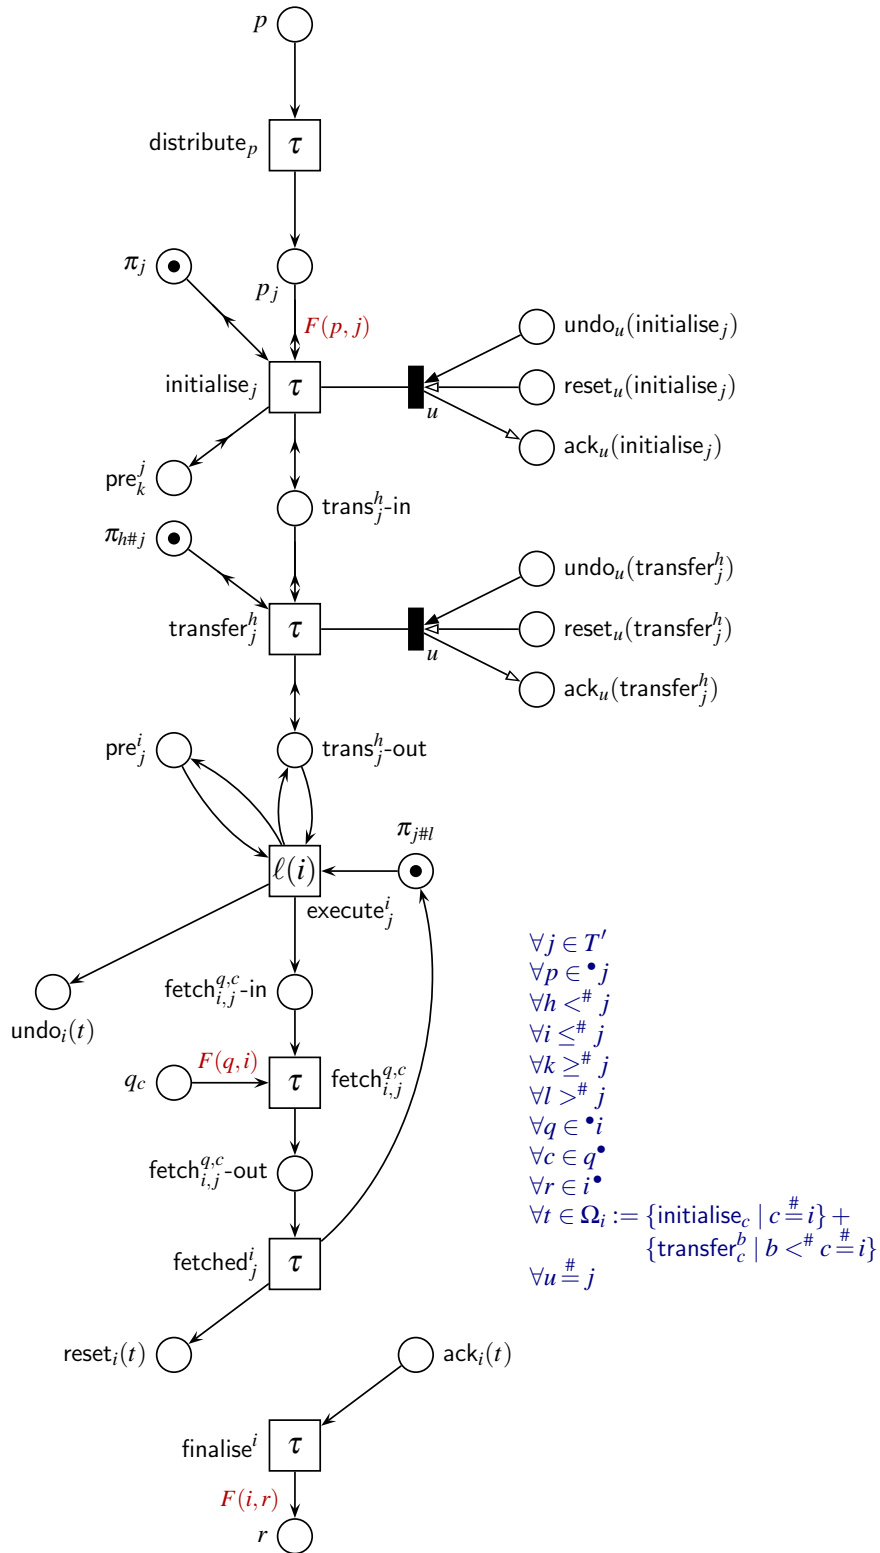 p
distribute_p τ
π_j
p_j
F(p, j)
initialise_j τ
undo_u(initialise_j)
reset_u(initialise_j)
u
ack_u(initialise_j)
pre^j_k
trans^h_j-in
π_{h#j}
transfer^h_j τ
undo_u(transfer^h_j)
reset_u(transfer^h_j)
u
ack_u(transfer^h_j)
pre^i_j
trans^h_j-out
π_{j#l}
ℓ(i)
execute^i_j
fetch^{q,c}_{i,j}-in
undo_i(t)
q_c
F(q, i)
τ
fetch^{q,c}_{i,j}
fetch^{q,c}_{i,j}-out
fetched^i_j τ
reset_i(t)
ack_i(t)
finalise^i τ
F(i, r)
r
∀j ∈ T′
∀p ∈ •j
∀h <^# j
∀i ≤^# j
∀k ≥^# j
∀l >^# j
∀q ∈ •i
∀c ∈ q•
∀r ∈ i•
∀t ∈ Ω_i := {initialise_c | c =^# i} +
{transfer^b_c | b <^# c =^# i}
∀u =^# j